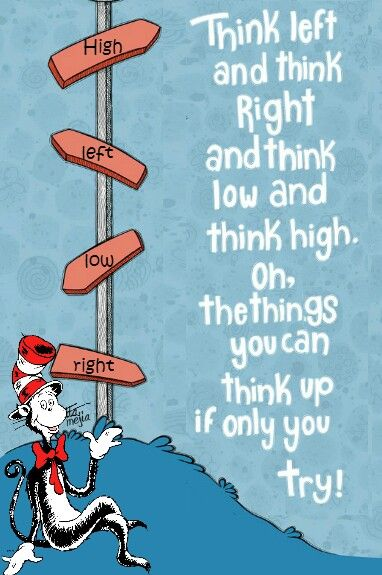 High
left
low
right
Think left
and think
Right
and think
low and
think high.
Oh,
the things
you can
think up
if only you
try!
mejia